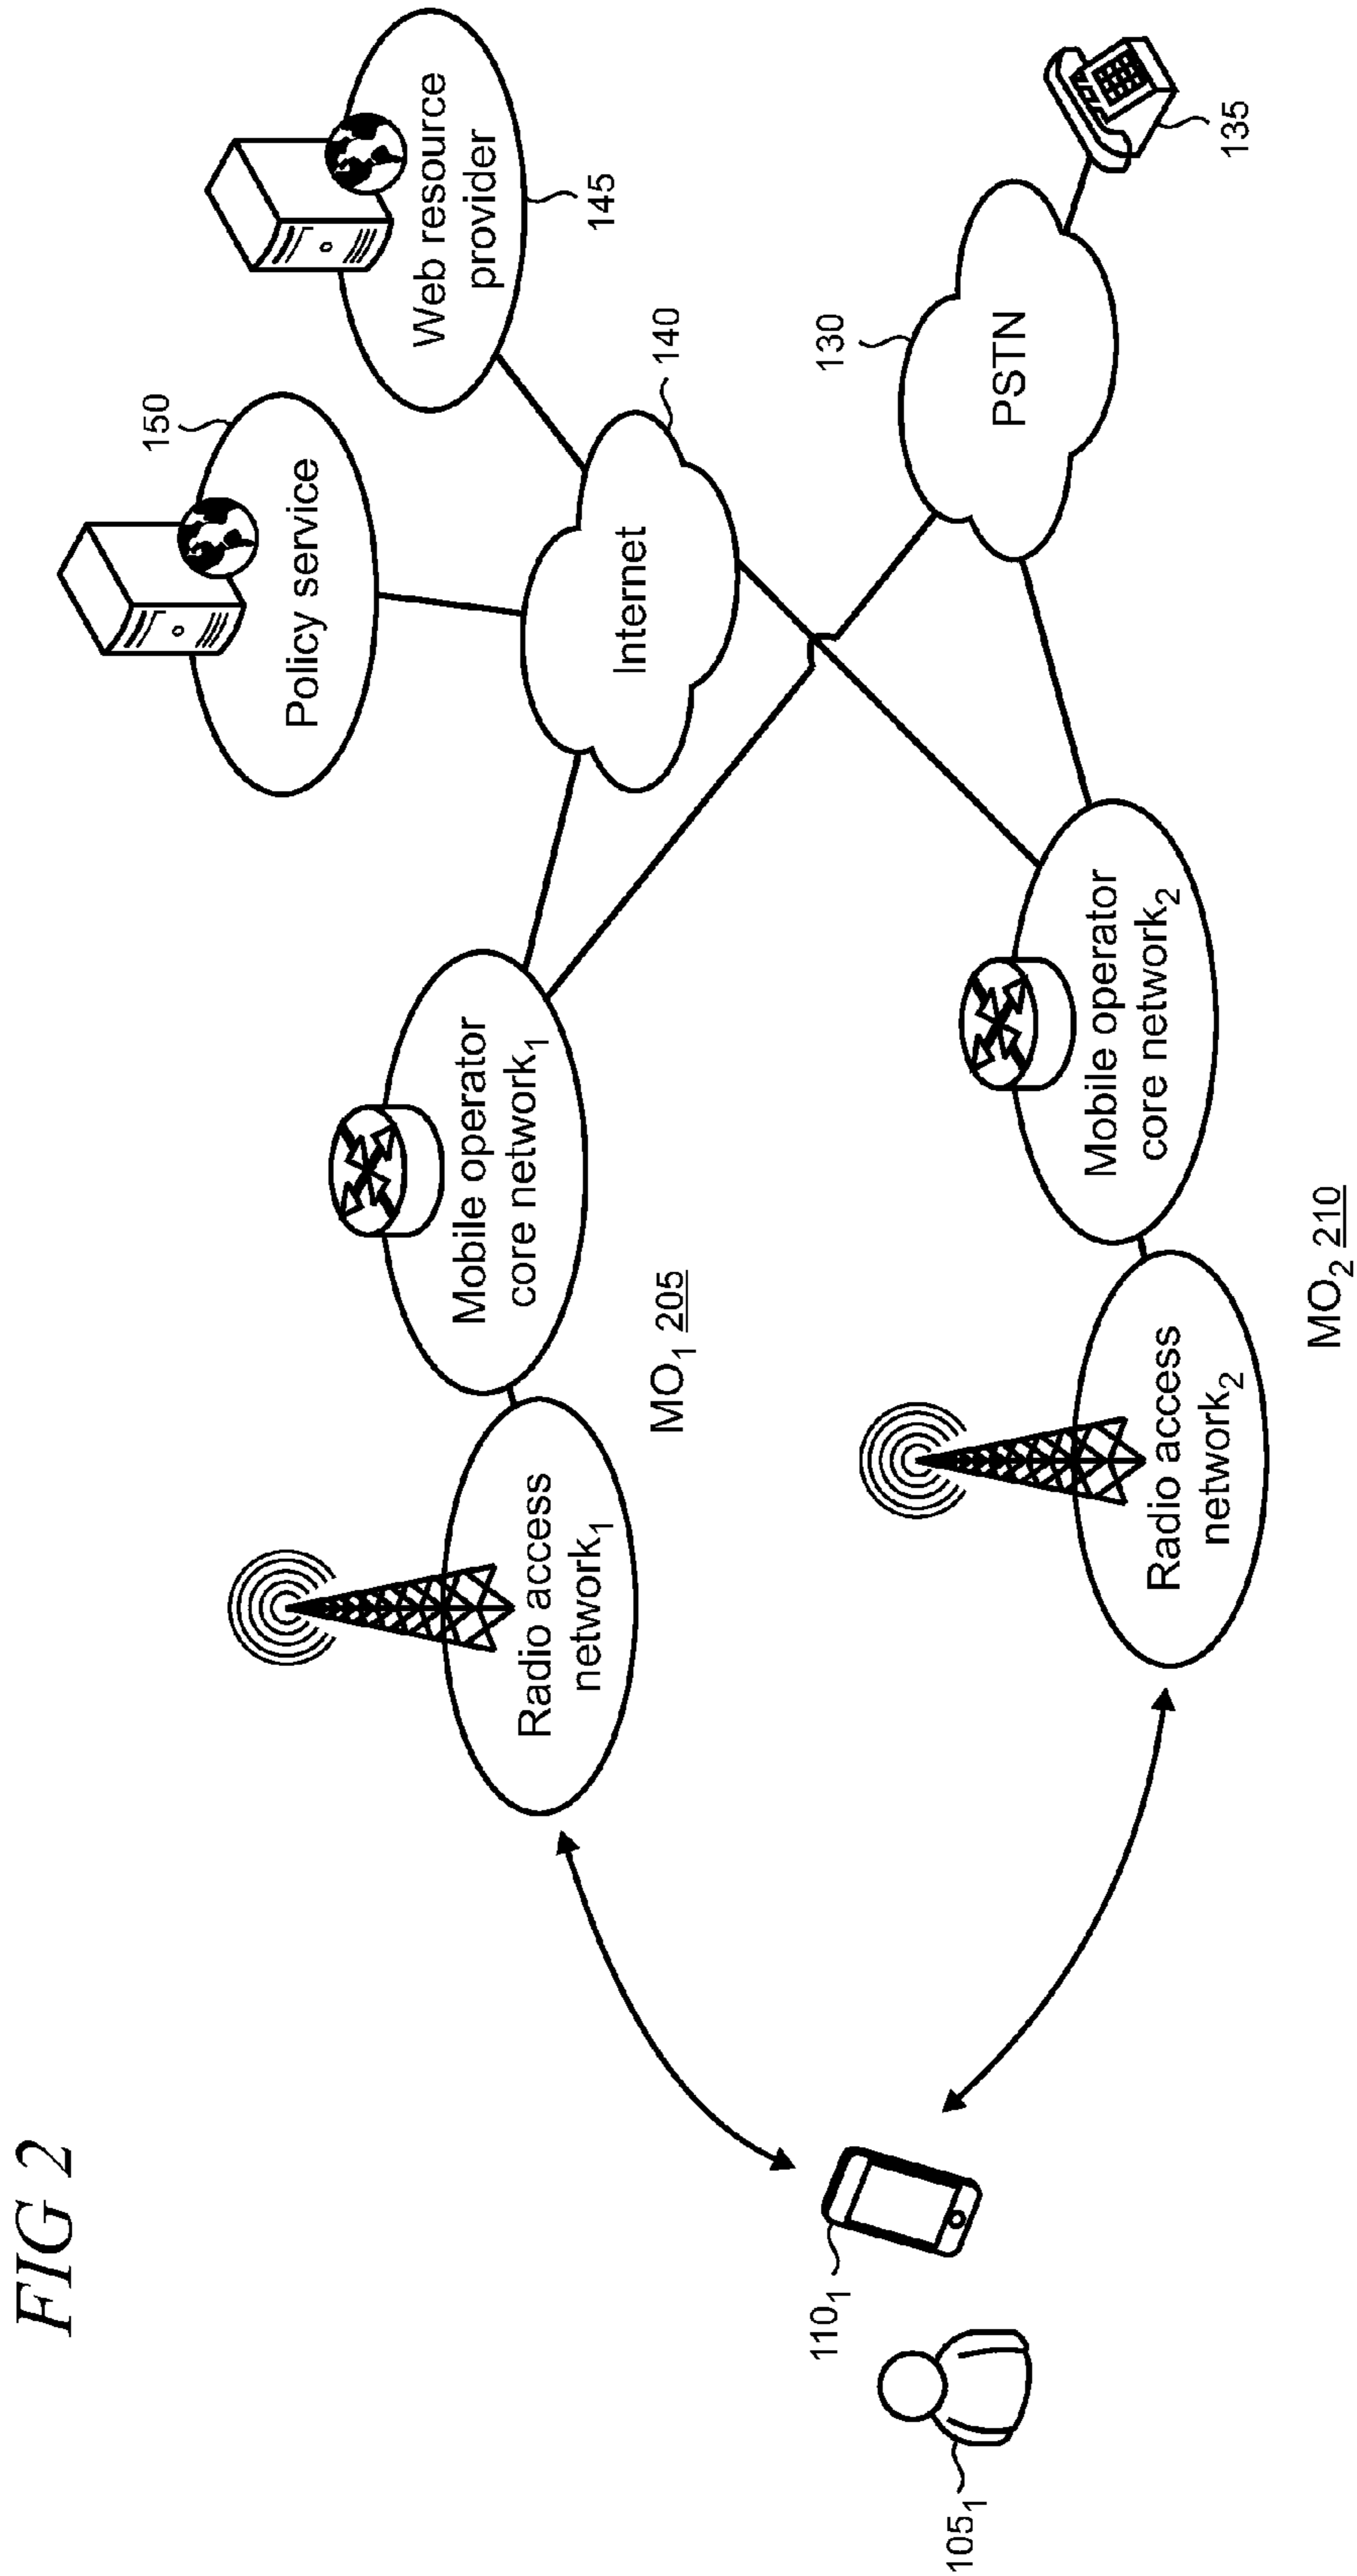 FIG 2
150
Policy service
Web resource
provider
145
Internet
140
130
PSTN
135
Mobile operator
core network₁
Radio access
network₁
MO₁ 205
Mobile operator
core network₂
Radio access
network₂
MO₂ 210
110₁
105₁